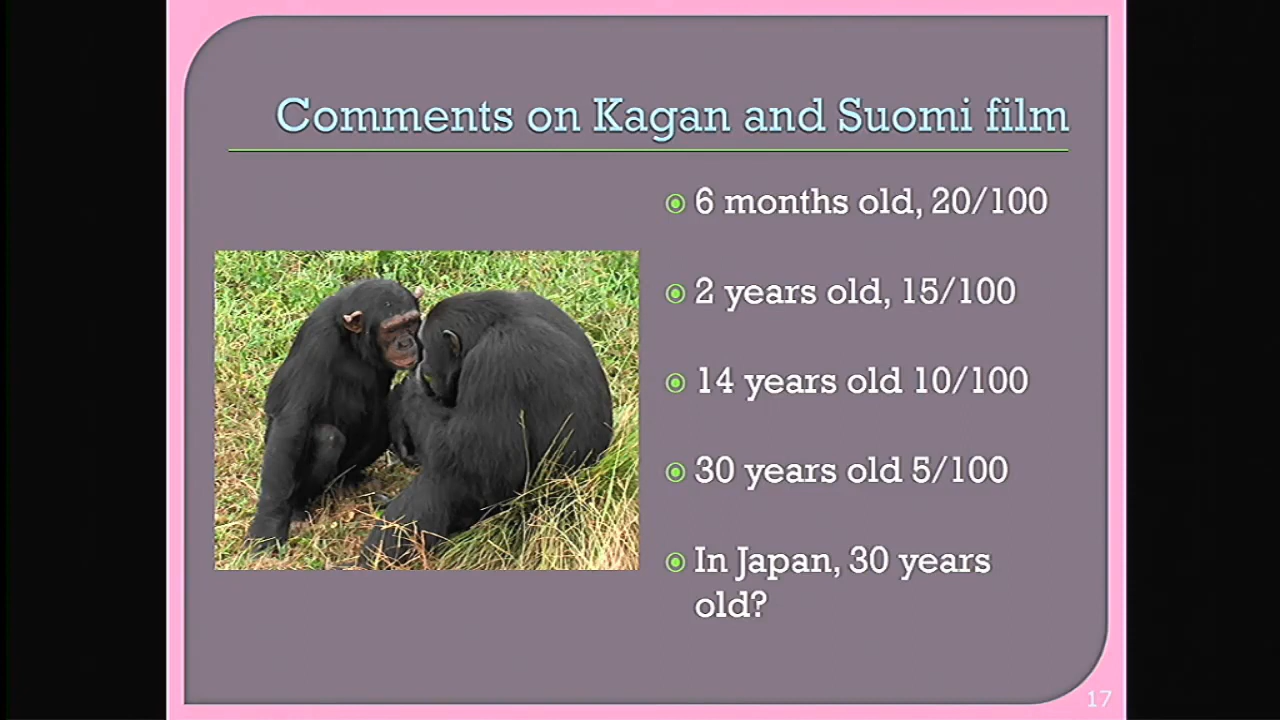 Comments on Kagan and Suomi film
6 months old, 20/100
2 years old, 15/100
14 years old 10/100
30 years old 5/100
In Japan, 30 years
old?
17